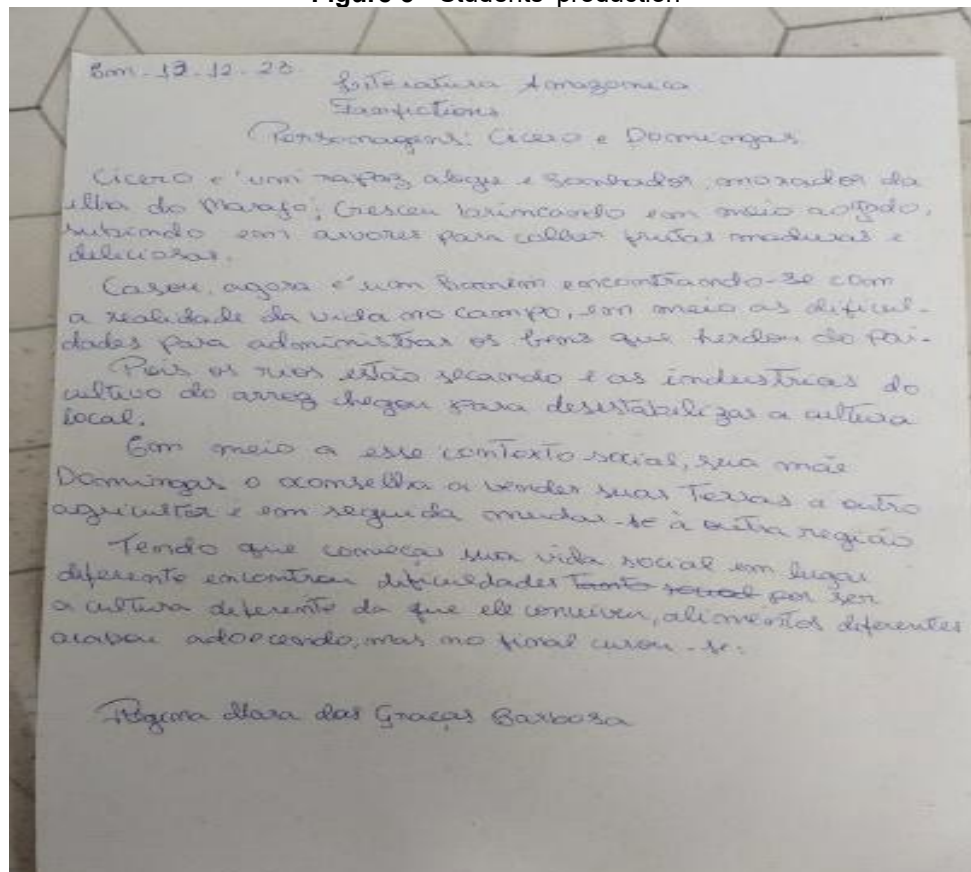 Figure 3 - Students' production
Em. 12.12.23.
Literatura Amazonica
Fanfictions
Personagens: Cicero e Domingas
Cicero e' um rapaz alegre e sonhador, morador da
ilha do Marajo; Cresceu brincando em meio ao gado,
subindo em arvores para colher frutas maduras e
deliciosas.
Casou, agora e' um homem encontrando-se com
a realidade da vida no campo, em meio as dificul-
dades para administrar os bens que herdou do pai.
Pois os rios estão secando e as industrias do
cultivo do arroz chegou para desestabilizar a cultura
local.
Em meio a esse contexto social, sua mãe
Domingas o aconselha a vender suas Terras a outro
agricultor e em seguida mudar-se à outra região
Tendo que começar sua vida social em lugar
diferente encontrou dificuldades tanto social por ser
a cultura diferente da que ele conviveu, alimentos diferentes
acabou adoecendo, mas no final curou-se.
Mara das Graças Barbosa